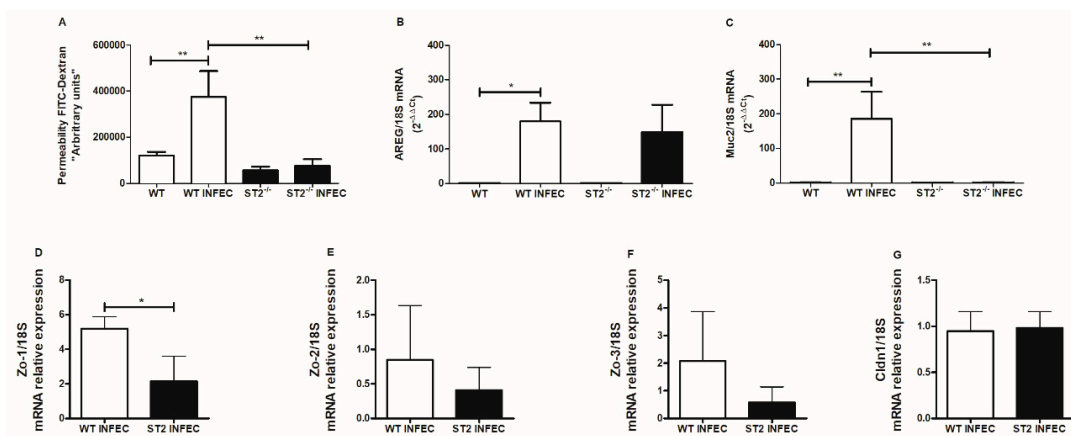 A
Permeability FITC-Dextran
"Arbritrary units"
600000
400000
200000
0
**
**
WT
WT INFEC
ST2-/-
ST2-/- INFEC
B
AREG/18S mRNA
(2-ΔΔCt)
400
300
200
100
0
*
WT
WT INFEC
ST2-/-
ST2-/- INFEC
C
Muc2/18S mRNA
(2-ΔΔCt)
400
300
200
100
0
**
**
WT
WT INFEC
ST2-/-
ST2-/- INFEC
D
Zo-1/18S
mRNA relative expression
8
6
4
2
0
*
WT INFEC
ST2 INFEC
E
Zo-2/18S
mRNA relative expression
2.0
1.5
1.0
0.5
0.0
WT INFEC
ST2 INFEC
F
Zo-3/18S
mRNA relative expression
5
4
3
2
1
0
WT INFEC
ST2 INFEC
G
Cldn1/18S
mRNA relative expression
1.5
1.0
0.5
0.0
WT INFEC
ST2 INFEC